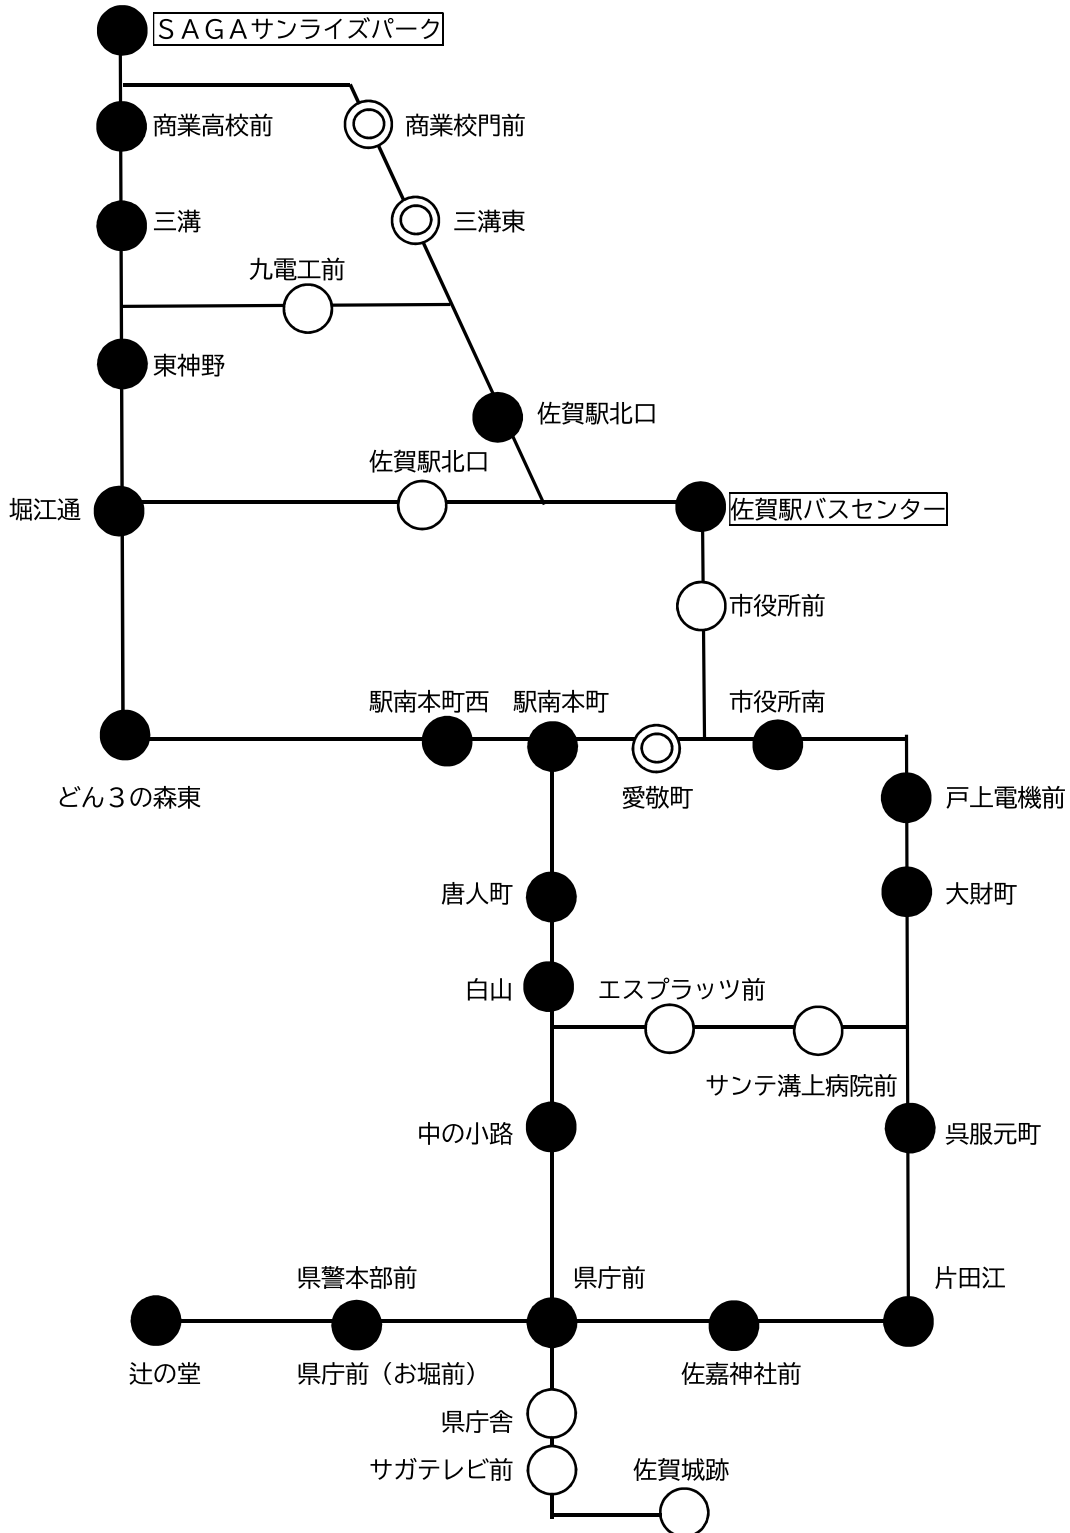 ＳＡＧＡサンライズパーク
商業高校前
商業校門前
三溝
三溝東
九電工前
東神野
佐賀駅北口
佐賀駅北口
堀江通
佐賀駅バスセンター
市役所前
駅南本町西
駅南本町
市役所南
どん３の森東
愛敬町
戸上電機前
唐人町
大財町
白山
エスプラッツ前
サンテ溝上病院前
中の小路
呉服元町
県警本部前
県庁前
片田江
辻の堂
県庁前（お堀前）
佐嘉神社前
県庁舎
サガテレビ前
佐賀城跡